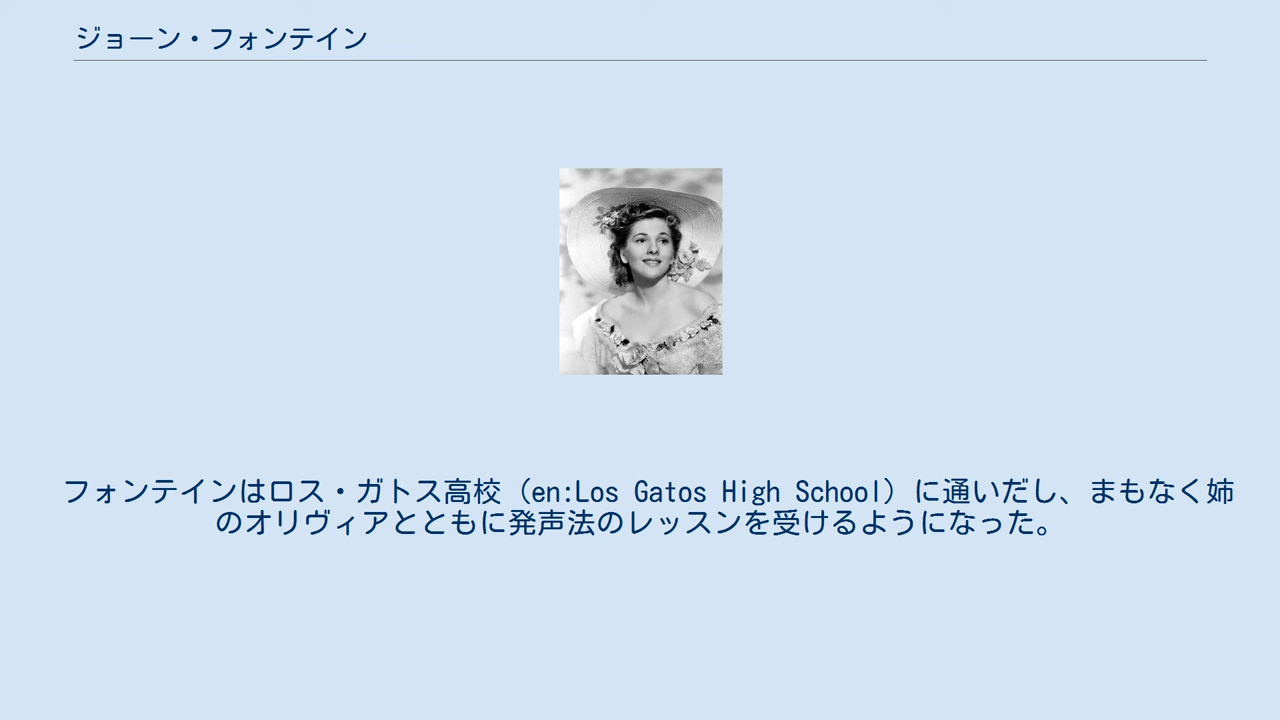 ジョーン・フォンテイン
フォンテインはロス・ガトス高校（en:Los Gatos High School）に通いだし、まもなく姉
のオリヴィアとともに発声法のレッスンを受けるようになった。